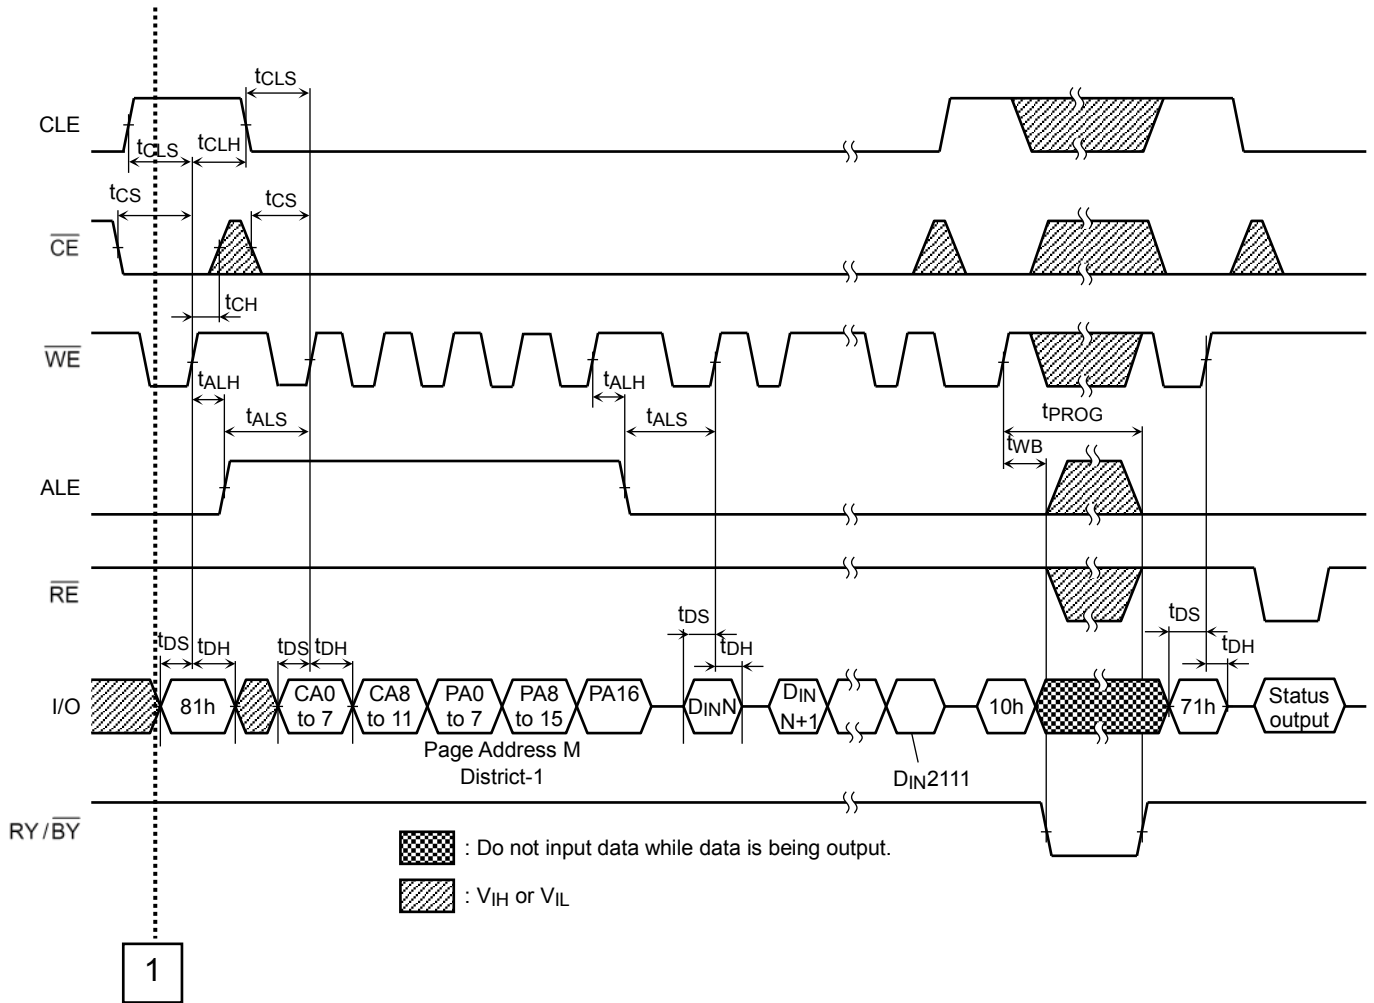 tCLS
CLE
tCLS
tCLH
tCS
tCS
CE
tCH
WE
tALH
tALH
tALS
tALS
tPROG
tWB
ALE
RE
tDS
tDH
tDS
tDH
tDS
tDH
tDS
tDH
I/O
81h
CA0
to 7
CA8
to 11
PA0
to 7
PA8
to 15
PA16
DINN
DIN
N+1
10h
71h
Status
output
Page Address M
District-1
DIN2111
RY/BY
: Do not input data while data is being output.
: VIH or VIL
1